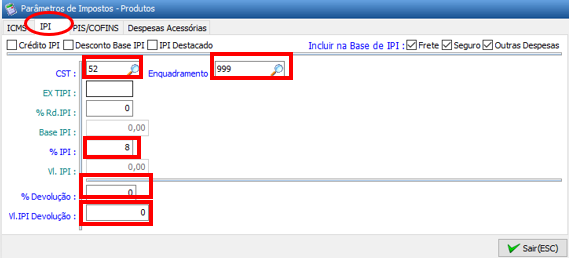 Parâmetros de Impostos - Produtos
ICMS IPI PIS/COFINS Despesas Acessórias
Crédito IPI Desconto Base IPI IPI Destacado Incluir na Base de IPI : Frete Seguro Outras Despesas
CST : 52 Enquadramento 999
EX TIPI :
% Rd.IPI : 0
Base IPI : 0,00
% IPI : 8
Vl. IPI : 0,00
% Devolução : 0
Vl.IPI Devolução : 0
Sair(ESC)